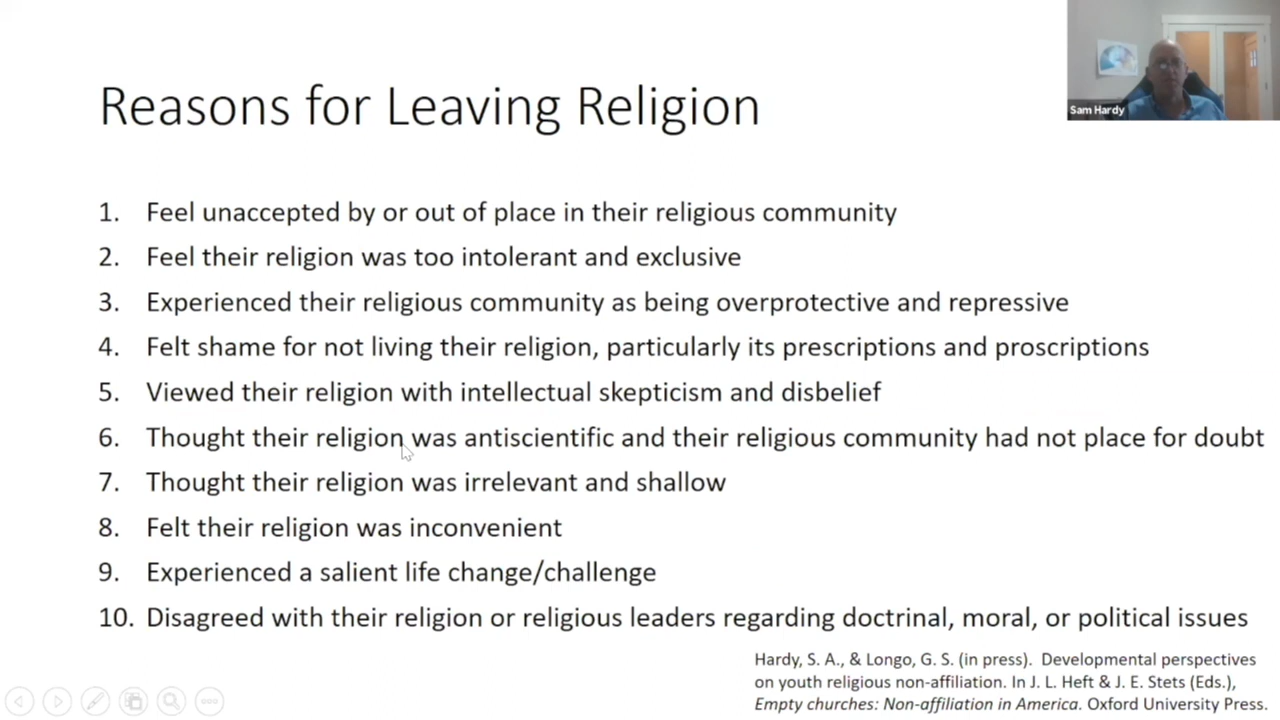 Sam Hardy
Reasons for Leaving Religion
1. Feel unaccepted by or out of place in their religious community
2. Feel their religion was too intolerant and exclusive
3. Experienced their religious community as being overprotective and repressive
4. Felt shame for not living their religion, particularly its prescriptions and proscriptions
5. Viewed their religion with intellectual skepticism and disbelief
6. Thought their religion was antiscientific and their religious community had not place for doubt
7. Thought their religion was irrelevant and shallow
8. Felt their religion was inconvenient
9. Experienced a salient life change/challenge
10. Disagreed with their religion or religious leaders regarding doctrinal, moral, or political issues
Hardy, S. A., & Longo, G. S. (in press). Developmental perspectives
on youth religious non-affiliation. In J. L. Heft & J. E. Stets (Eds.),
Empty churches: Non-affiliation in America. Oxford University Press.